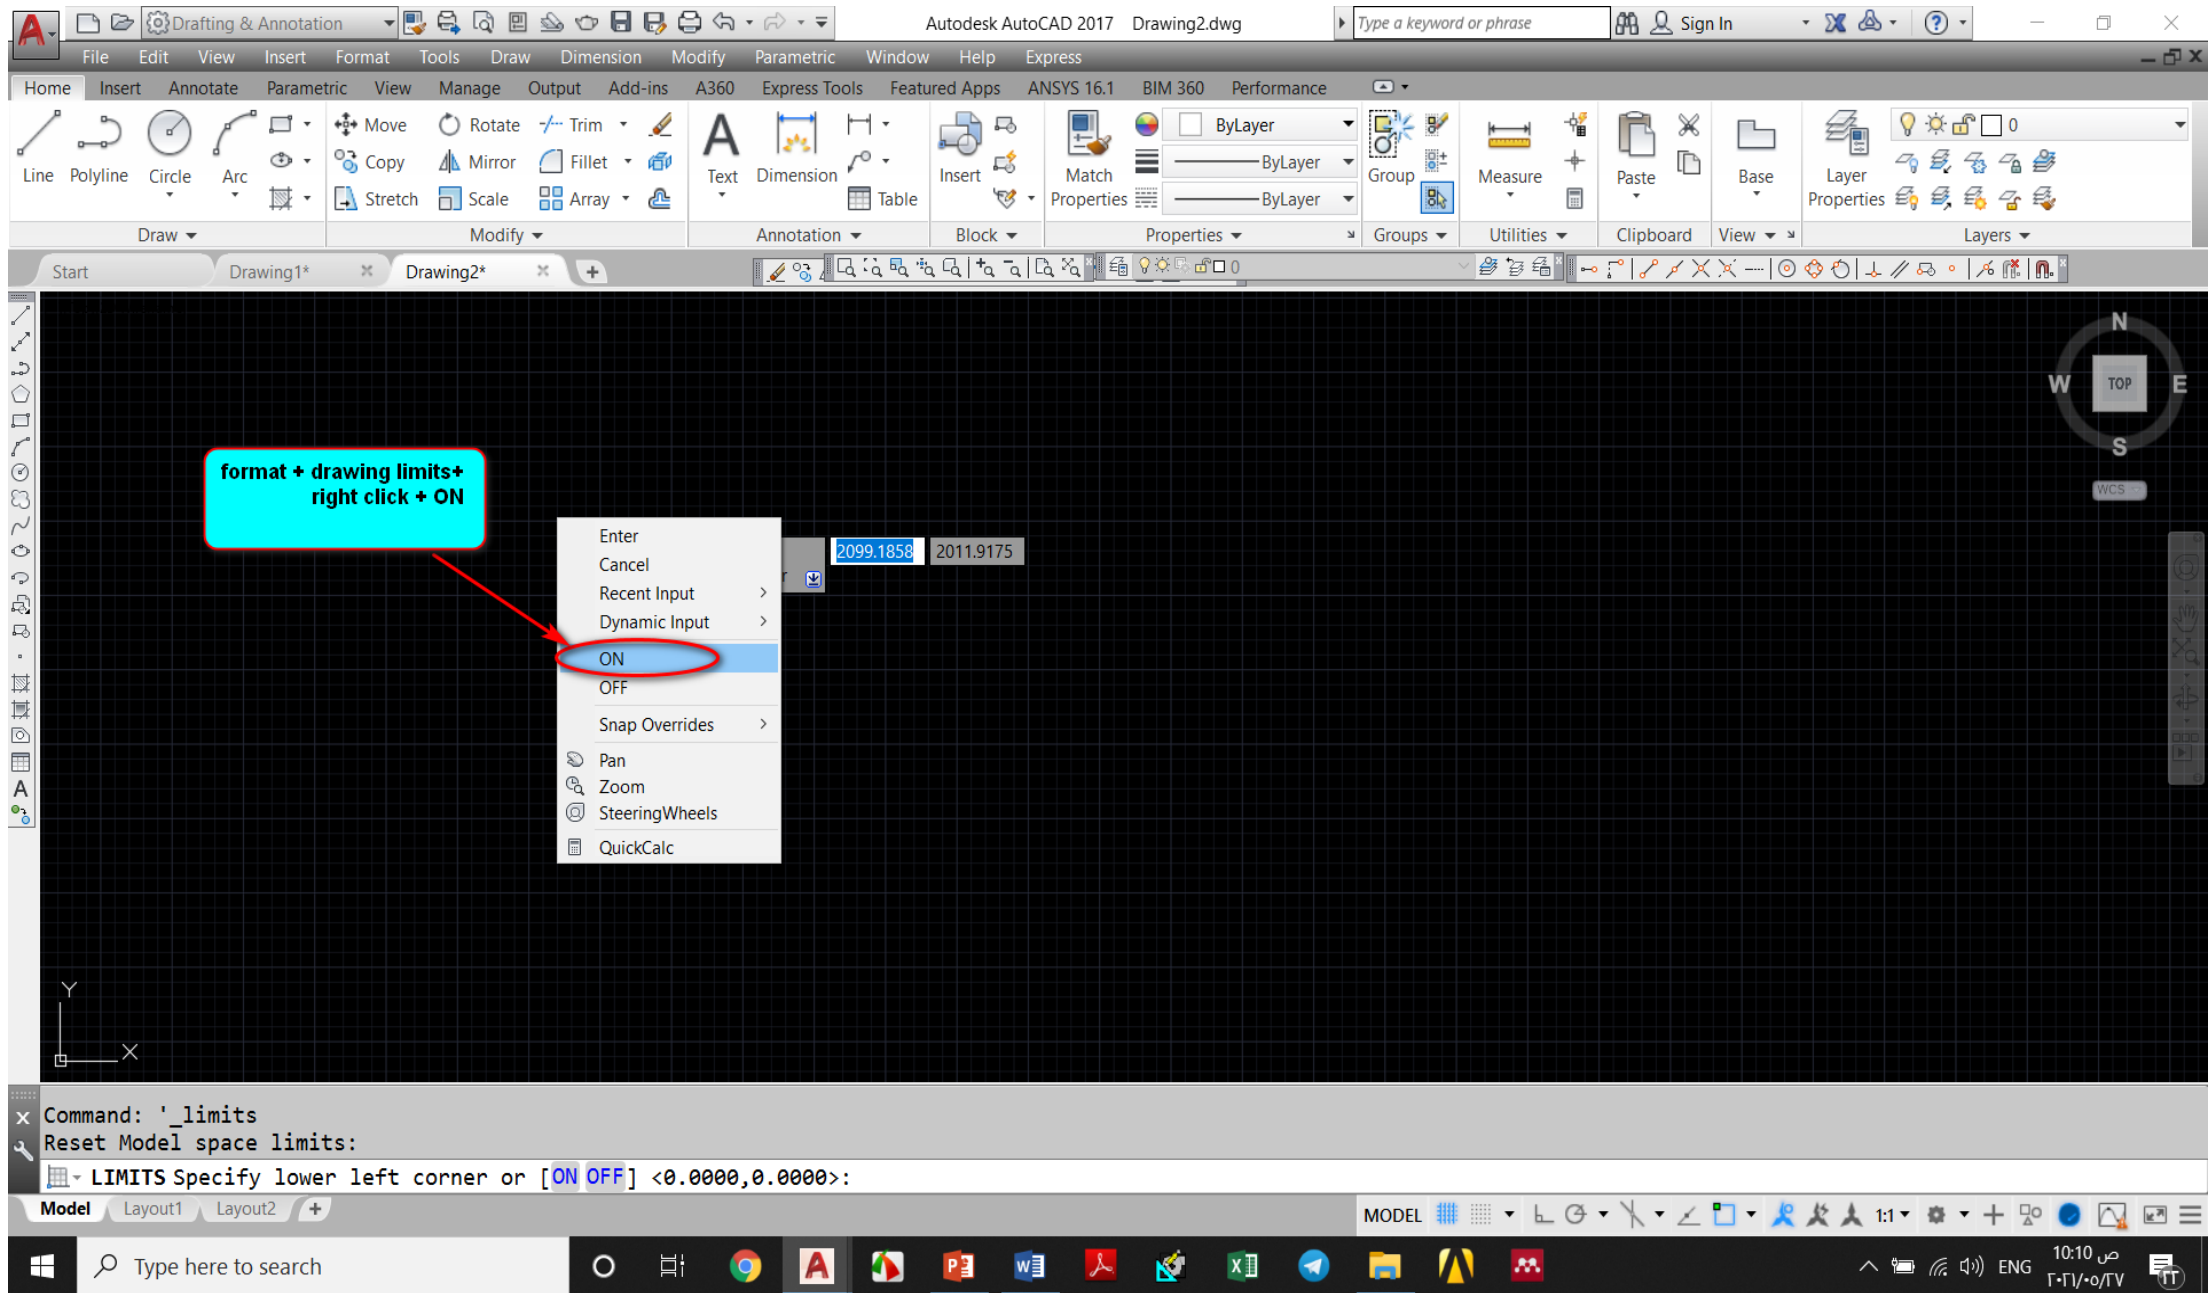 Drafting & Annotation
Autodesk AutoCAD 2017 Drawing2.dwg
Type a keyword or phrase
Sign In
File Edit View Insert Format Tools Draw Dimension Modify Parametric Window Help Express
Home Insert Annotate Parametric View Manage Output Add-ins A360 Express Tools Featured Apps ANSYS 16.1 BIM 360 Performance
Line Polyline Circle Arc
Move Rotate Trim
Copy Mirror Fillet
Stretch Scale Array
Text Dimension
Table
Insert
Match
Properties
ByLayer
ByLayer
ByLayer
Group
Measure
Paste
Base
Layer
Properties
0
Draw Modify Annotation Block Properties Groups Utilities Clipboard View Layers
Start Drawing1* Drawing2*
0
N
W TOP E
S
WCS
format + drawing limits+
right click + ON
Enter
Cancel
Recent Input
Dynamic Input
ON
OFF
Snap Overrides
Pan
Zoom
SteeringWheels
QuickCalc
r
2099.1858 2011.9175
A
Y
X
Command: '_limits
Reset Model space limits:
LIMITS Specify lower left corner or [ON OFF] <0.0000,0.0000>:
Model Layout1 Layout2
MODEL
1:1
Type here to search
ENG
10:10 ص
٢٠٢١/٠٥/٢٧
٢٢